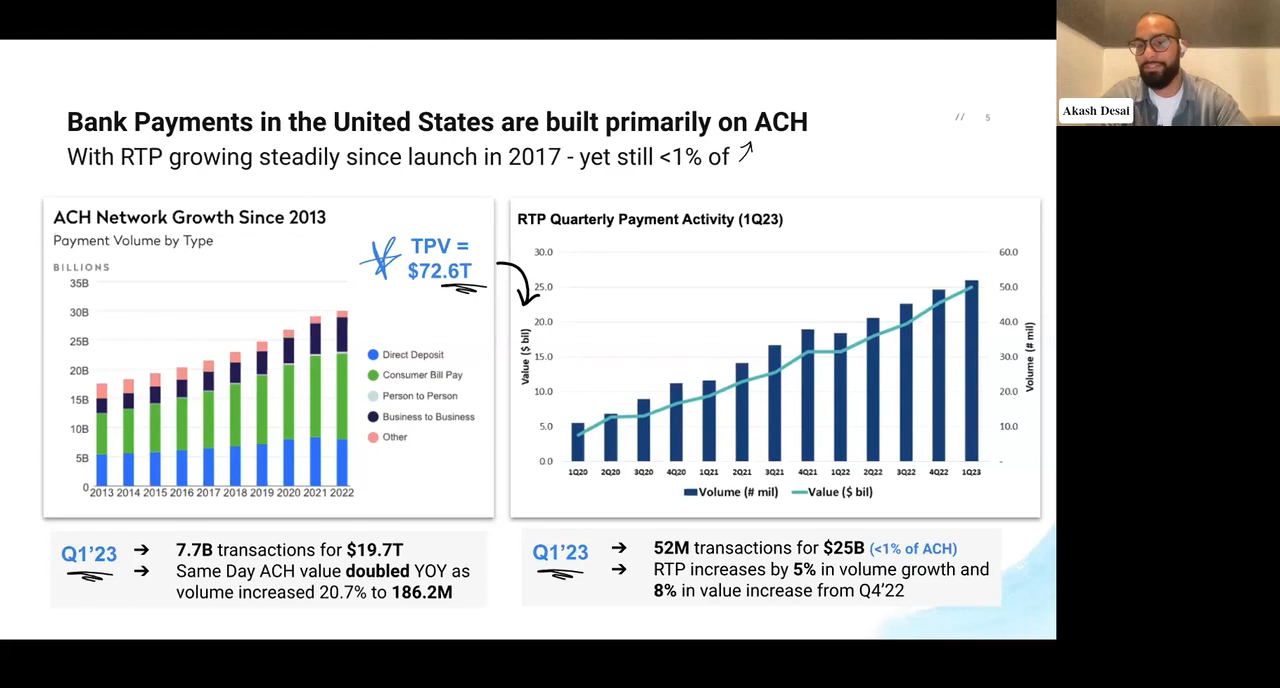 Bank Payments in the United States are built primarily on ACH
// 5
With RTP growing steadily since launch in 2017 - yet still <1% of
Akash Desai
ACH Network Growth Since 2013
Payment Volume by Type
BILLIONS
TPV =
$72.6T
35B
30B
25B
20B
15B
10B
5B
0
2013 2014 2015 2016 2017 2018 2019 2020 2021 2022
Direct Deposit
Consumer Bill Pay
Person to Person
Business to Business
Other
RTP Quarterly Payment Activity (1Q23)
Value ($ bil)
30.0
25.0
20.0
15.0
10.0
5.0
0.0
60.0
50.0
40.0
30.0
20.0
10.0
-
Volume (# mil)
1Q20 2Q20 3Q20 4Q20 1Q21 2Q21 3Q21 4Q21 1Q22 2Q22 3Q22 4Q22 1Q23
Volume (# mil) Value ($ bil)
Q1’23
→ 7.7B transactions for $19.7T
→ Same Day ACH value doubled YOY as
volume increased 20.7% to 186.2M
Q1’23
→ 52M transactions for $25B (<1% of ACH)
→ RTP increases by 5% in volume growth and
8% in value increase from Q4’22